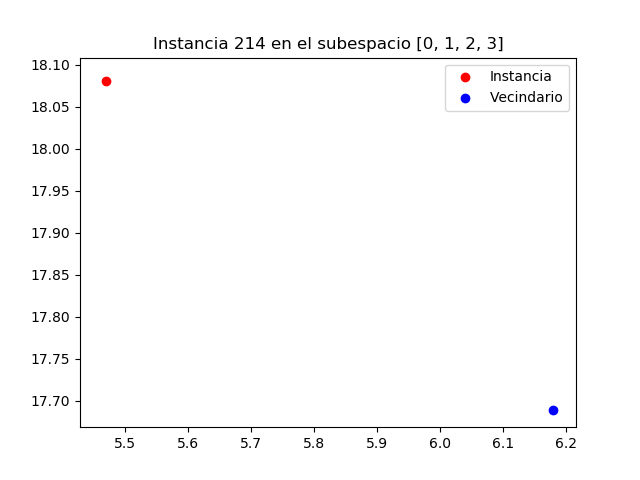 Instancia 214 en el subespacio [0, 1, 2, 3]
Instancia
Vecindario
18.10
18.05
18.00
17.95
17.90
17.85
17.80
17.75
17.70
5.5 5.6 5.7 5.8 5.9 6.0 6.1 6.2